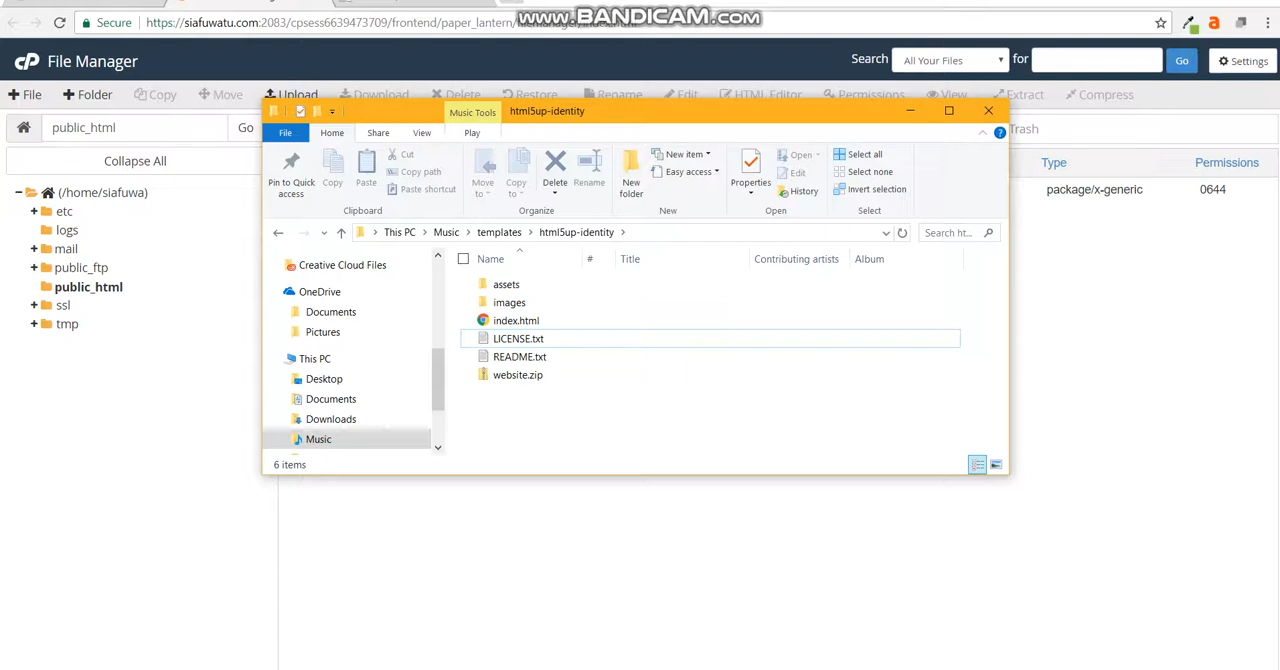 www.BANDICAM.com
Secure
https://siafuwatu.com:2083/cpsess6639473709/frontend/paper_lantern/
cP File Manager
Search All Your Files for Go Settings
File Folder Copy Move Upload Download Delete Restore Rename Edit HTML Editor Permissions View Extract Compress
public_html Go
Trash
Collapse All
Type Permissions
package/x-generic 0644
(/home/siafuwa)
etc
logs
mail
public_ftp
public_html
ssl
tmp
Music Tools html5up-identity
File Home Share View Play
Pin to Quick access
Copy
Paste
Cut
Copy path
Paste shortcut
Clipboard
Move to
Copy to
Delete
Rename
Organize
New folder
New item
Easy access
New
Properties
Open
Edit
History
Open
Select all
Select none
Invert selection
Select
This PC Music templates html5up-identity
Search ht...
Creative Cloud Files
OneDrive
Documents
Pictures
This PC
Desktop
Documents
Downloads
Music
Name # Title Contributing artists Album
assets
images
index.html
LICENSE.txt
README.txt
website.zip
6 items